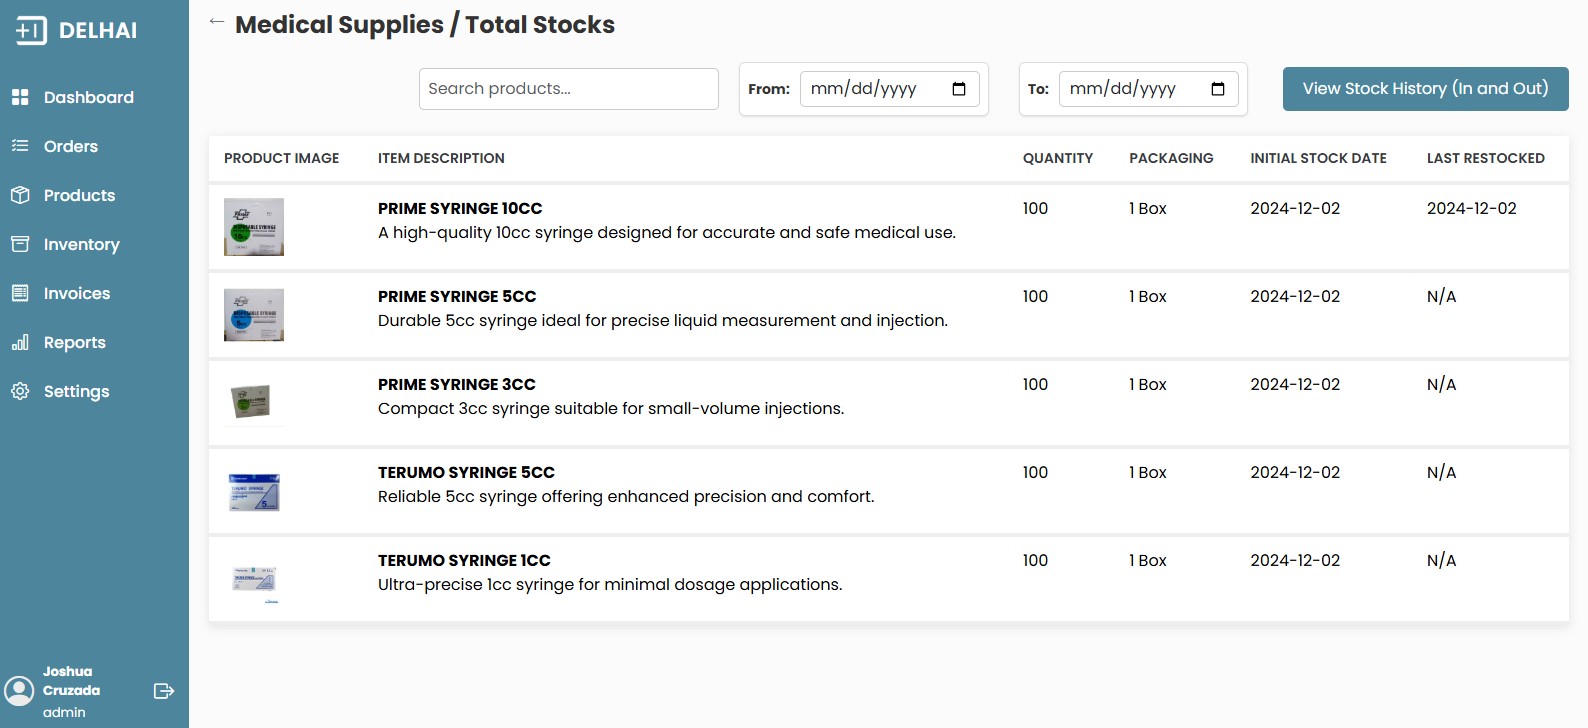 DELHAI
Dashboard
Orders
Products
Inventory
Invoices
Reports
Settings
Joshua
Cruzada
admin
← Medical Supplies / Total Stocks
Search products...
From: mm/dd/yyyy
To: mm/dd/yyyy
View Stock History (In and Out)
PRODUCT IMAGE ITEM DESCRIPTION QUANTITY PACKAGING INITIAL STOCK DATE LAST RESTOCKED
PRIME SYRINGE 10CC 100 1 Box 2024-12-02 2024-12-02
A high-quality 10cc syringe designed for accurate and safe medical use.
PRIME SYRINGE 5CC 100 1 Box 2024-12-02 N/A
Durable 5cc syringe ideal for precise liquid measurement and injection.
PRIME SYRINGE 3CC 100 1 Box 2024-12-02 N/A
Compact 3cc syringe suitable for small-volume injections.
TERUMO SYRINGE 5CC 100 1 Box 2024-12-02 N/A
Reliable 5cc syringe offering enhanced precision and comfort.
TERUMO SYRINGE 1CC 100 1 Box 2024-12-02 N/A
Ultra-precise 1cc syringe for minimal dosage applications.